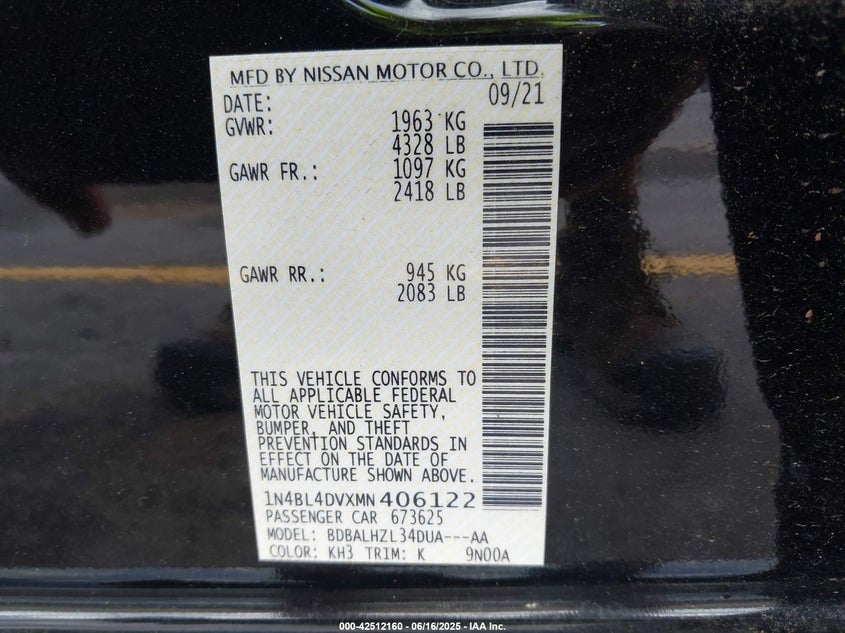 MFD BY NISSAN MOTOR CO., LTD.
DATE: 09/21
GVWR: 1963 KG
4328 LB
GAWR FR.: 1097 KG
2418 LB
GAWR RR.: 945 KG
2083 LB
THIS VEHICLE CONFORMS TO
ALL APPLICABLE FEDERAL
MOTOR VEHICLE SAFETY,
BUMPER, AND THEFT
PREVENTION STANDARDS IN
EFFECT ON THE DATE OF
MANUFACTURE SHOWN ABOVE.
1N4BL4DVXMN406122
PASSENGER CAR 673625
MODEL: BDBALHZL34DUA---AA
COLOR: KH3 TRIM: K 9N00A
000-42512160 - 06/16/2025 - IAA Inc.